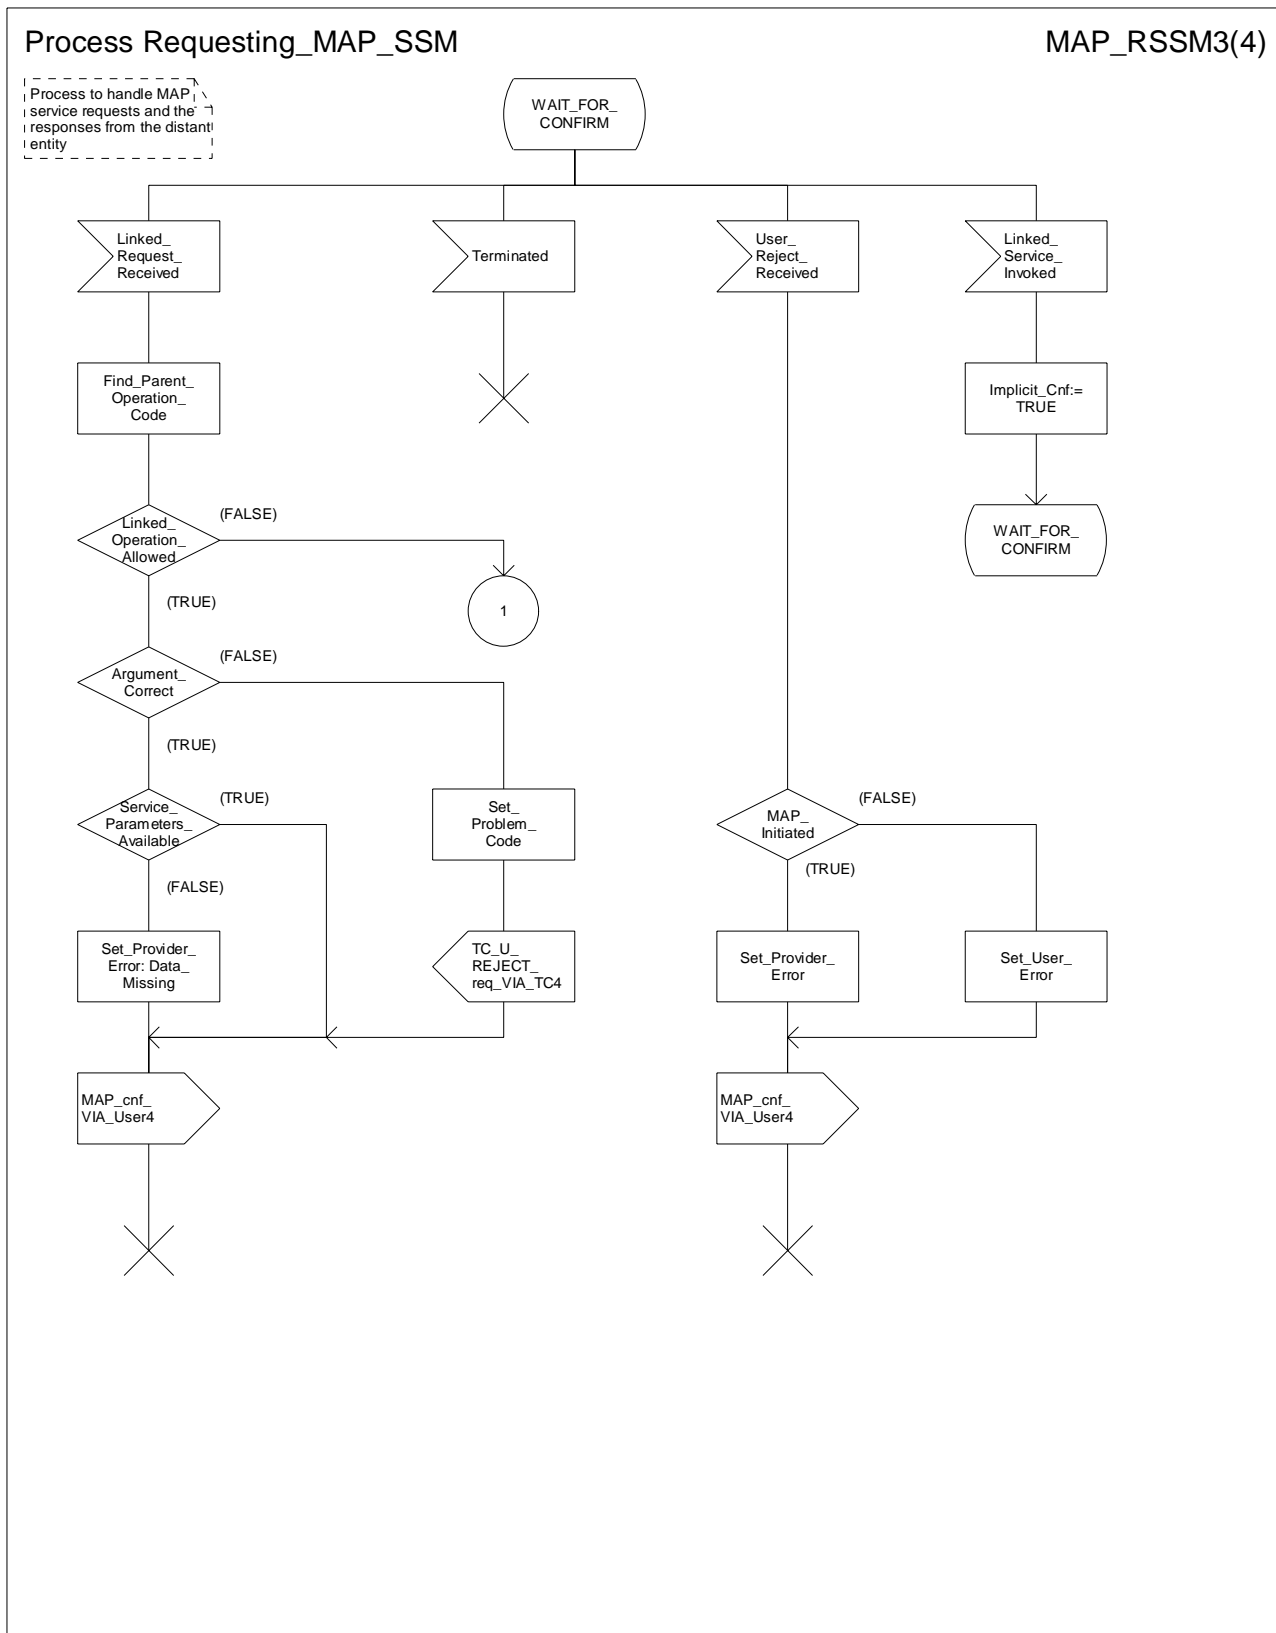 Process Requesting_MAP_SSM
MAP_RSSM3(4)
Process to handle MAP
service requests and the
responses from the distant
entity
WAIT_FOR_
CONFIRM
Linked_
Request_
Received
Terminated
User_
Reject_
Received
Linked_
Service_
Invoked
Find_Parent_
Operation_
Code
Implicit_Cnf:=
TRUE
Linked_
Operation_
Allowed
(FALSE)
WAIT_FOR_
CONFIRM
(TRUE)
1
Argument_
Correct
(FALSE)
(TRUE)
Service_
Parameters_
Available
(TRUE)
Set_
Problem_
Code
MAP_
Initiated
(FALSE)
(FALSE)
(TRUE)
Set_Provider_
Error: Data_
Missing
TC_U_
REJECT_
req_VIA_TC4
Set_Provider_
Error
Set_User_
Error
MAP_cnf_
VIA_User4
MAP_cnf_
VIA_User4